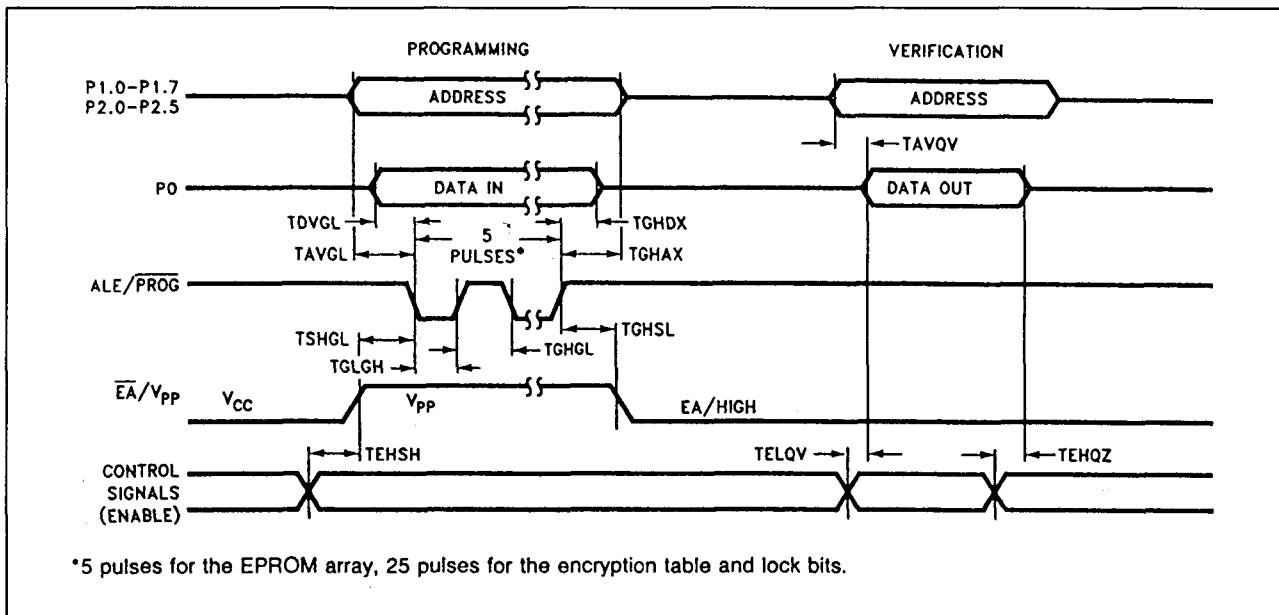 PROGRAMMING VERIFICATION
P1.0–P1.7
P2.0–P2.5
ADDRESS ADDRESS
TAVQV
P0 DATA IN DATA OUT
TDVGL TGHDX
5
PULSES*
TAVGL TGHAX
ALE/PROG
TSHGL TGHSL
TGHGL
TGLGH
EA/VPP VCC VPP EA/HIGH
TEHSH TELQV TEHQZ
CONTROL
SIGNALS
(ENABLE)
*5 pulses for the EPROM array, 25 pulses for the encryption table and lock bits.